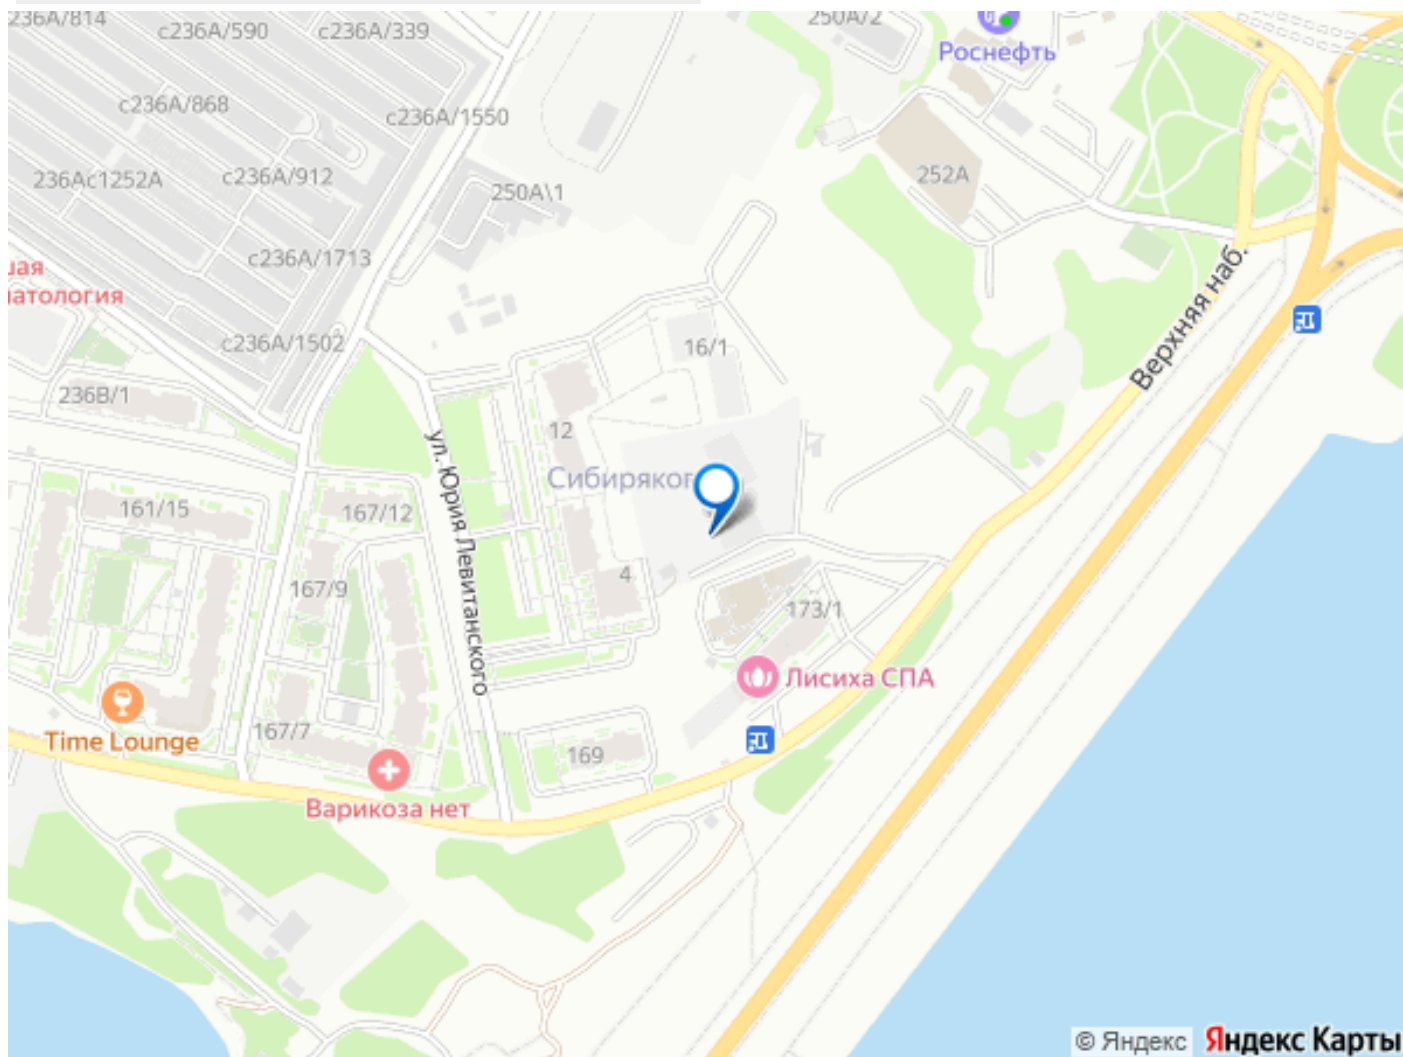 236А/814
с236А/590
с236А/339
250А/2
Роснефть
с236А/868
с236А/1550
236Ас1252А
с236А/912
250А\1
252А
с236А/1713
с236А/1502
16/1
Верхняя наб.
236В/1
12
ул. Юрия Левитанского
161/15
167/12
167/9
4
173/1
Лисиха СПА
Time Lounge
167/7
169
Варикоза нет
© Яндекс
Яндекс Карты